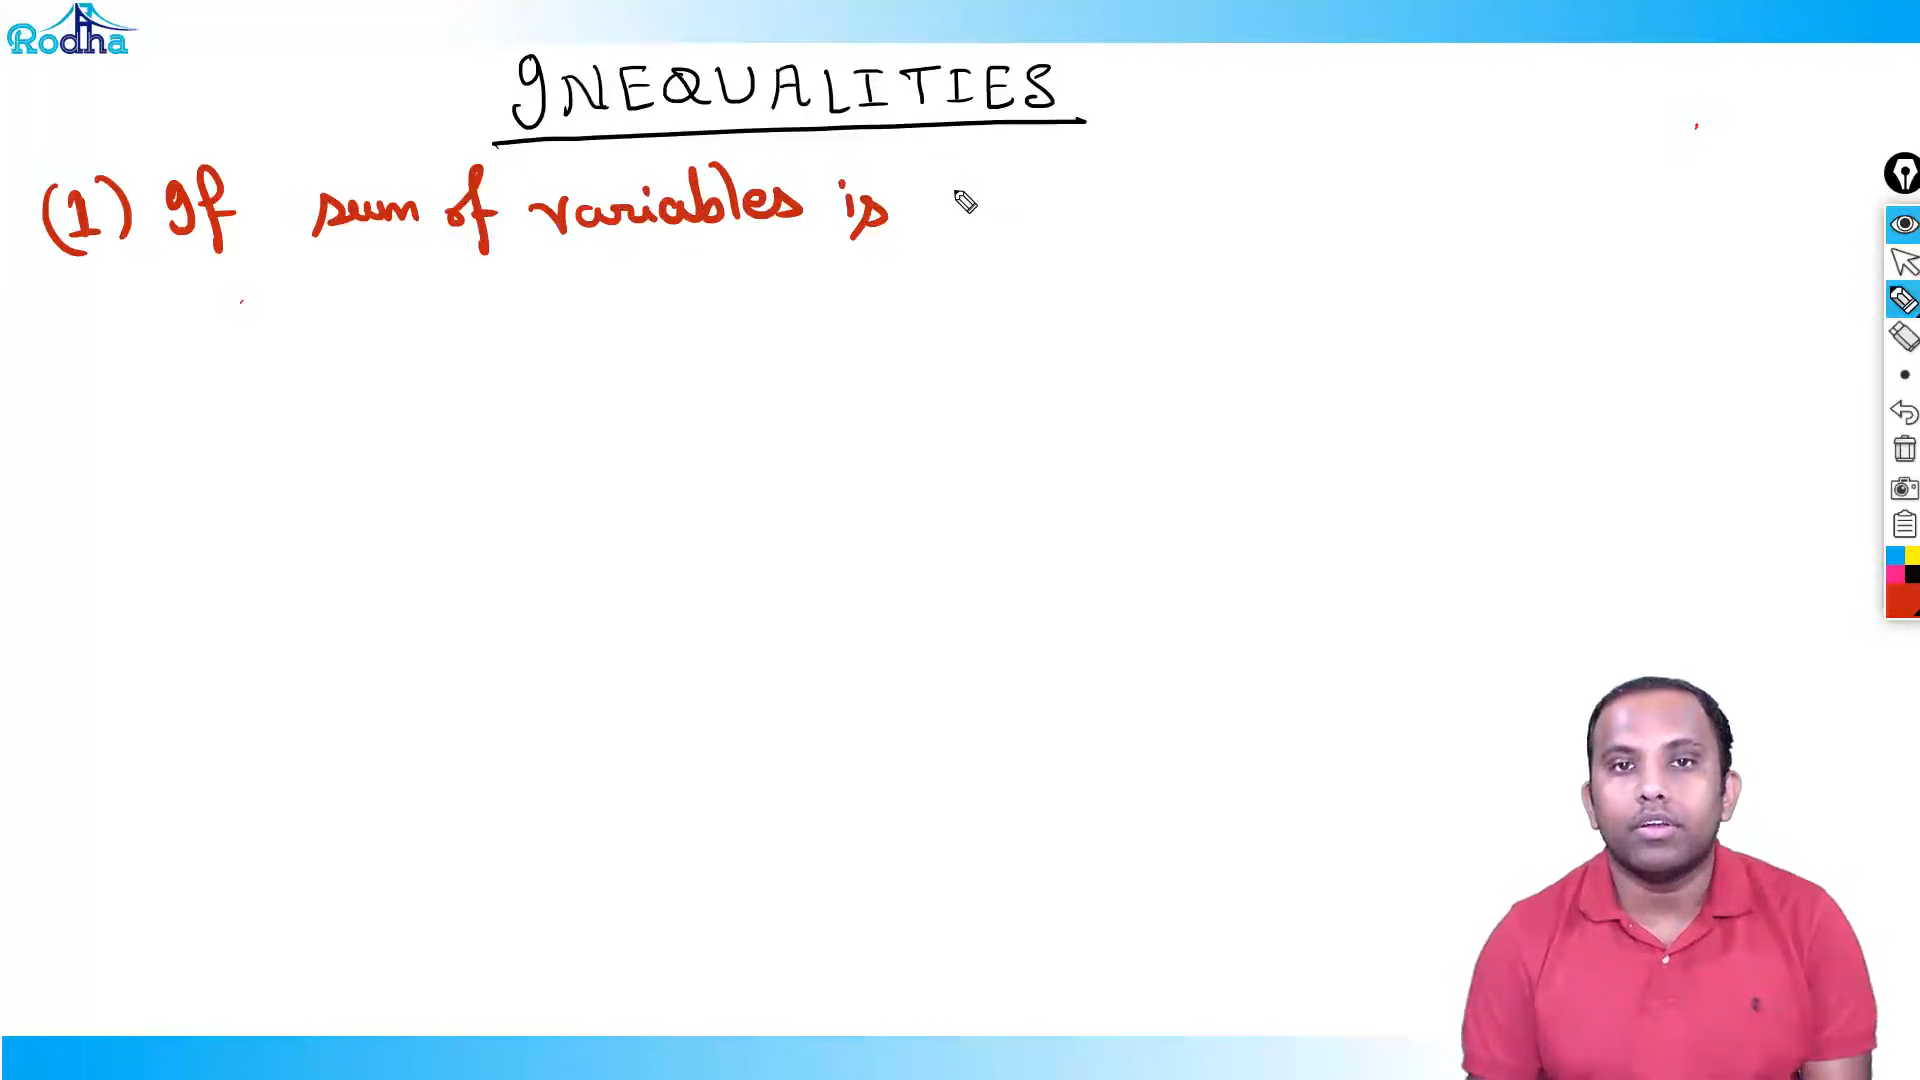 Rodha
INEQUALITIES
(1) If sum of variables is